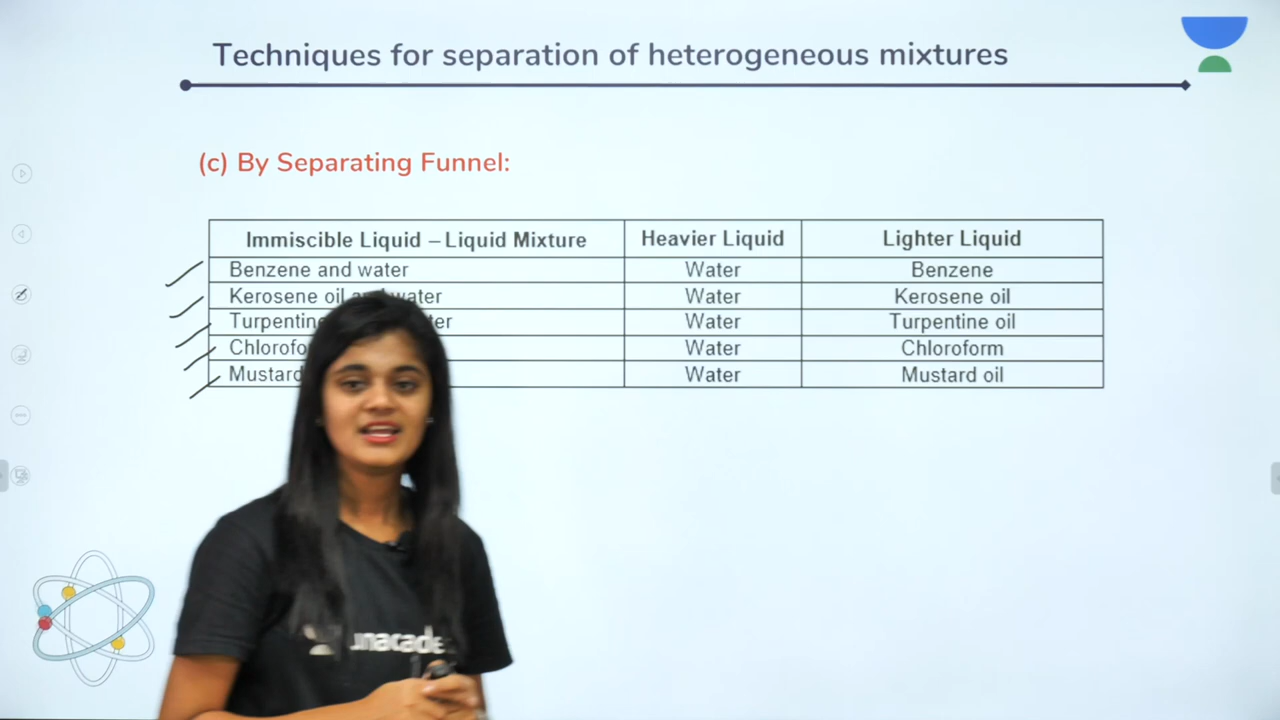 Techniques for separation of heterogeneous mixtures
(c) By Separating Funnel:
Immiscible Liquid – Liquid Mixture Heavier Liquid Lighter Liquid
Benzene and water Water Benzene
Kerosene oil water Water Kerosene oil
Turpentine Water Turpentine oil
Water Chloroform
Mustard Water Mustard oil